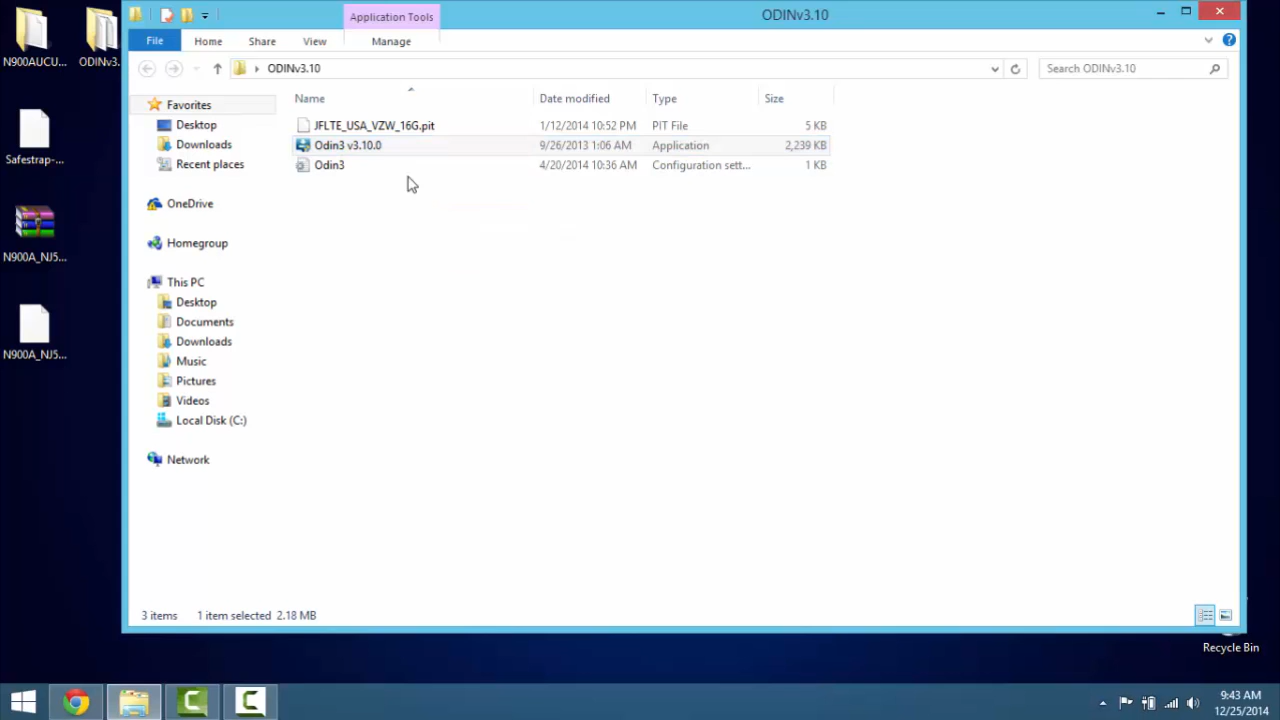 Application Tools
ODINv3.10
File
Home
Share
View
Manage
ODINv3.10
Search ODINv3.10
Name
Date modified
Type
Size
JFLTE_USA_VZW_16G.pit
1/12/2014 10:52 PM
PIT File
5 KB
Odin3 v3.10.0
9/26/2013 1:06 AM
Application
2,239 KB
Odin3
4/20/2014 10:36 AM
Configuration sett...
1 KB
Favorites
Desktop
Downloads
Recent places
OneDrive
Homegroup
This PC
Desktop
Documents
Downloads
Music
Pictures
Videos
Local Disk (C:)
Network
3 items
1 item selected 2.18 MB
N900AUCU...
ODINv3.
Safestrap-...
N900A_NJ5...
N900A_NJ5...
Recycle Bin
9:43 AM
12/25/2014